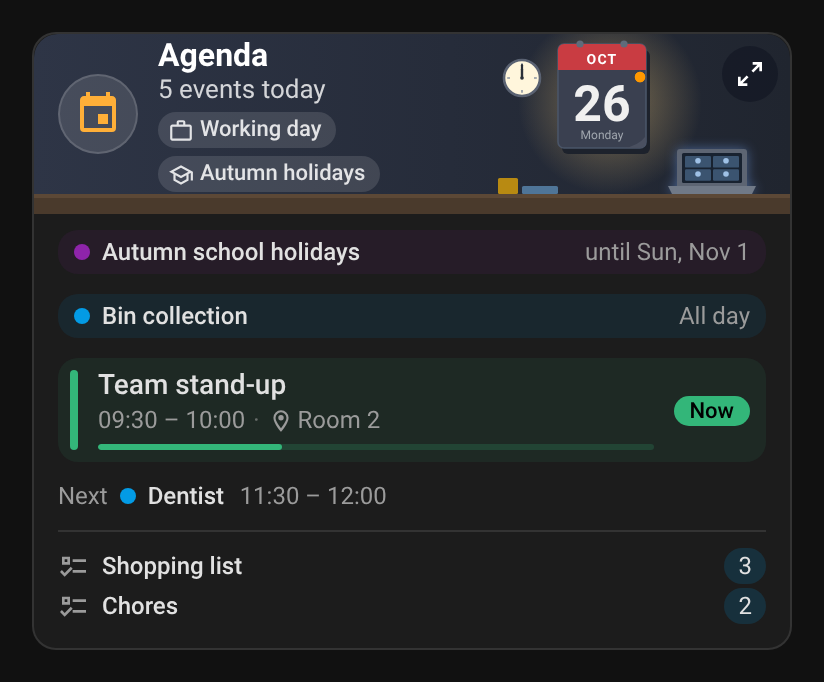 Agenda
5 events today
Working day
Autumn holidays
OCT
26
Monday
Autumn school holidays until Sun, Nov 1
Bin collection All day
Team stand-up
09:30 – 10:00 · Room 2
Now
Next Dentist 11:30 – 12:00
Shopping list 3
Chores 2